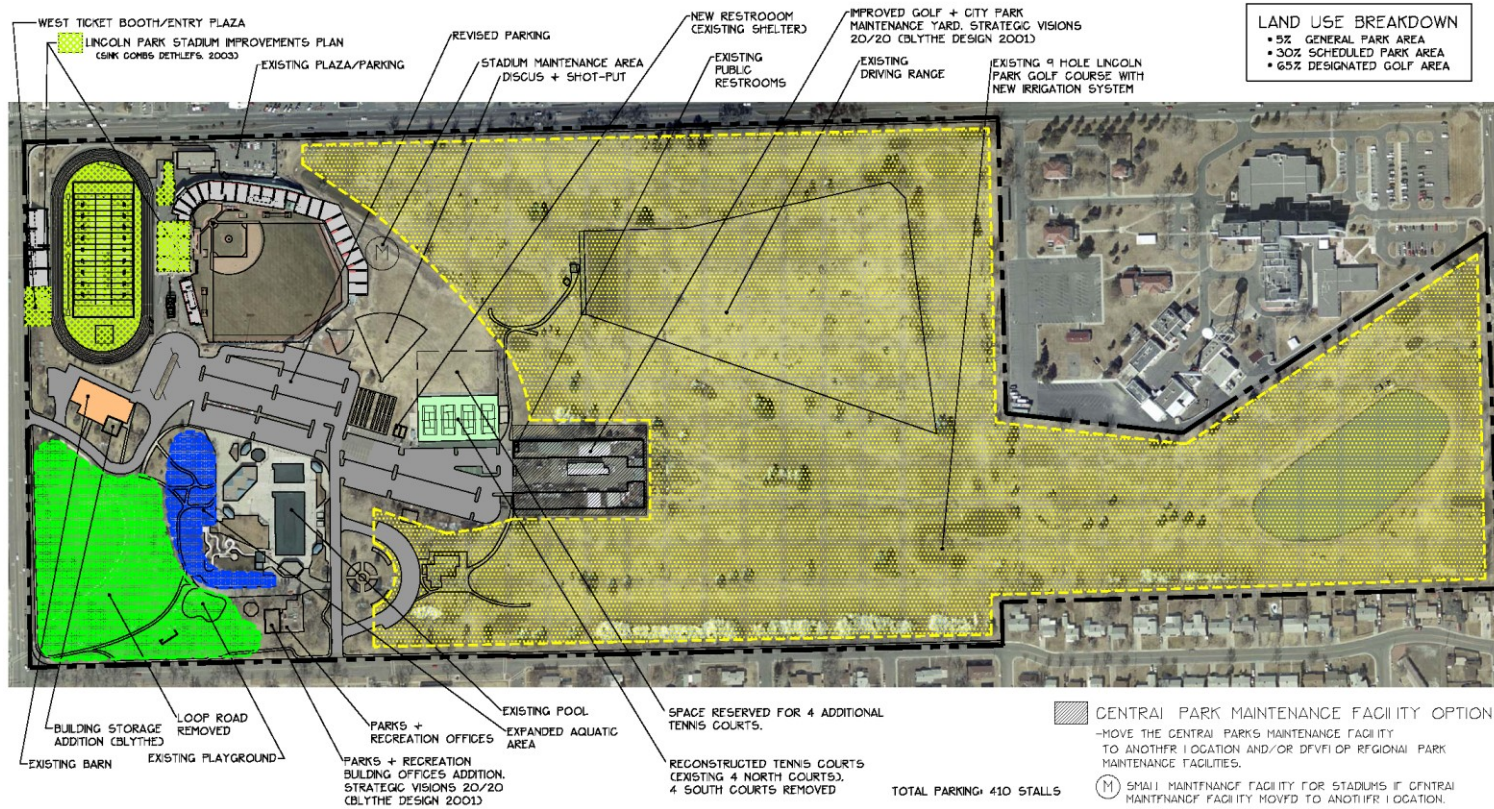 WEST TICKET BOOTH/ENTRY PLAZA
LINCOLN PARK STADIUM IMPROVEMENTS PLAN
(SINK COMBS DETHLEFS, 2003)
EXISTING PLAZA/PARKING
REVISED PARKING
STADIUM MAINTENANCE AREA
DISCUS + SHOT-PUT
NEW RESTROOOM
(EXISTING SHELTER)
EXISTING
PUBLIC
RESTROOMS
IMPROVED GOLF + CITY PARK
MAINTENANCE YARD. STRATEGIC VISIONS
20/20 (BLYTHE DESIGN 2001)
EXISTING
DRIVING RANGE
EXISTING 9 HOLE LINCOLN
PARK GOLF COURSE WITH
NEW IRRIGATION SYSTEM
LAND USE BREAKDOWN
• 5% GENERAL PARK AREA
• 30% SCHEDULED PARK AREA
• 65% DESIGNATED GOLF AREA
M
BUILDING STORAGE
ADDITION (BLYTHE)
EXISTING BARN
LOOP ROAD
REMOVED
EXISTING PLAYGROUND
PARKS +
RECREATION OFFICES
PARKS + RECREATION
BUILDING OFFICES ADDITION.
STRATEGIC VISIONS 20/20
(BLYTHE DESIGN 2001)
EXISTING POOL
EXPANDED AQUATIC
AREA
SPACE RESERVED FOR 4 ADDITIONAL
TENNIS COURTS.
RECONSTRUCTED TENNIS COURTS
(EXISTING 4 NORTH COURTS).
4 SOUTH COURTS REMOVED
TOTAL PARKING: 410 STALLS
CENTRAL PARK MAINTENANCE FACILITY OPTION
-MOVE THE CENTRAL PARKS MAINTENANCE FACILITY
TO ANOTHER LOCATION AND/OR DEVELOP REGIONAL PARK
MAINTENANCE FACILITIES.
M SMALL MAINTENANCE FACILITY FOR STADIUMS IF CENTRAL
MAINTENANCE FACILITY MOVED TO ANOTHER LOCATION.